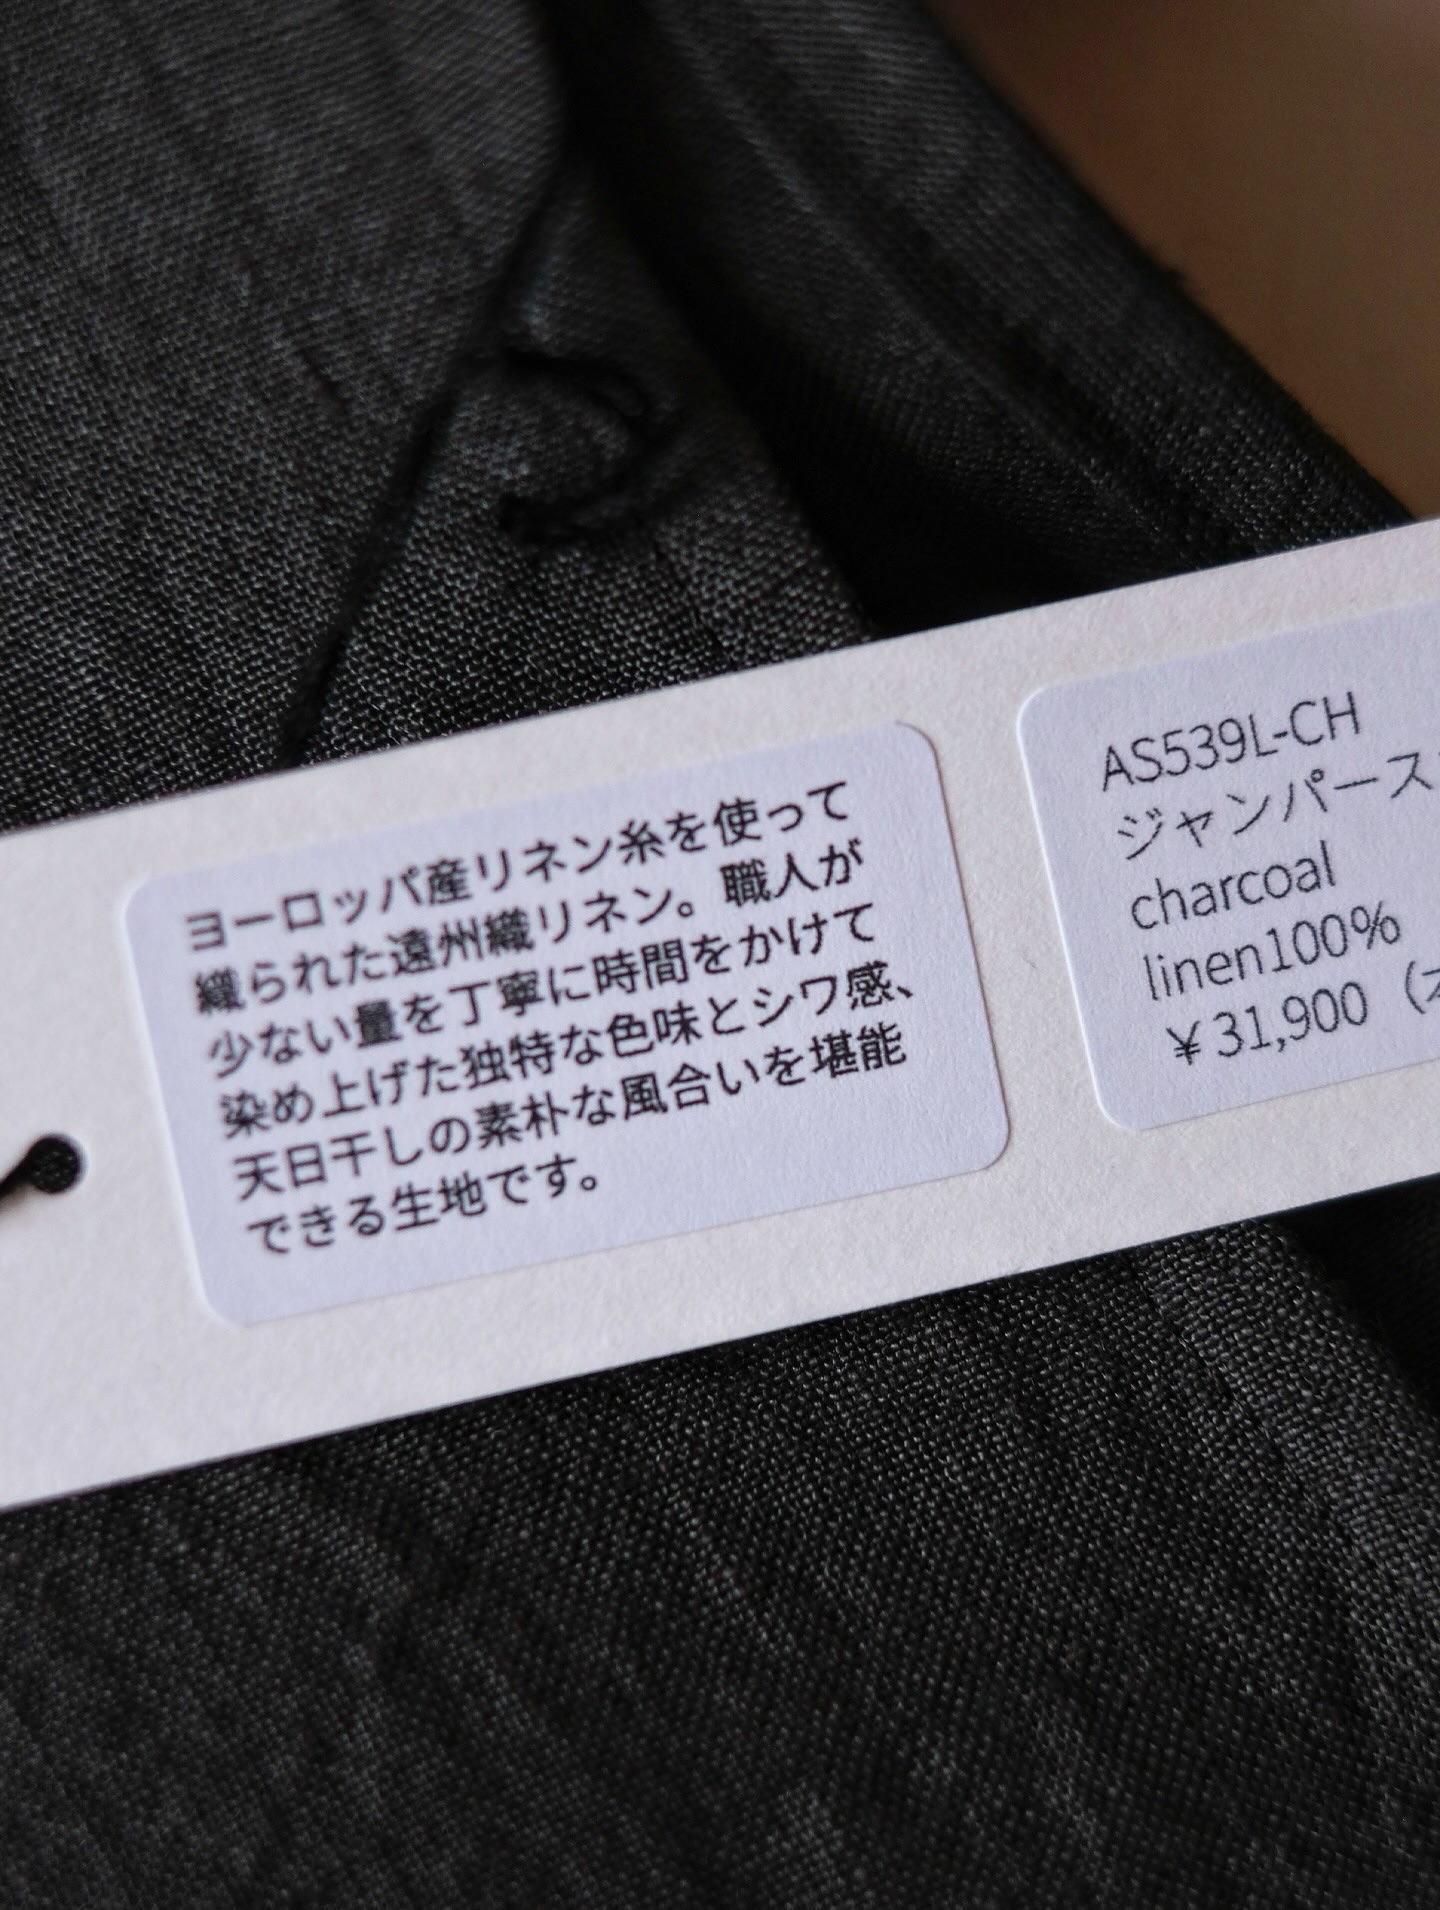 ヨーロッパ産リネン糸を使って
織られた遠州織リネン。職人が
少ない量を丁寧に時間をかけて
染め上げた独特な色味とシワ感、
天日干しの素朴な風合いを堪能
できる生地です。
AS539L-CH
ジャンパース
charcoal
linen100%
¥31,900（本